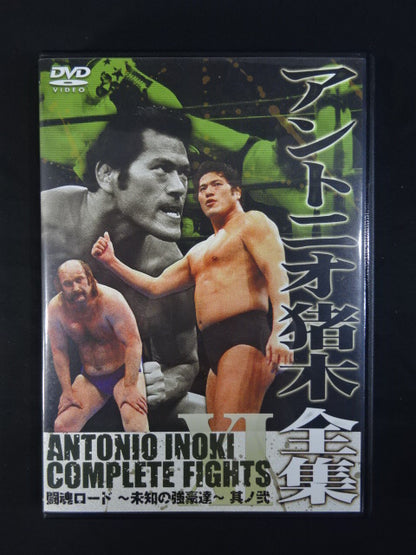 DVD
VIDEO
アントニオ猪木
全集
VI
ANTONIO INOKI
COMPLETE FIGHTS
闘魂ロード ～未知の強豪達～ 其ノ弐